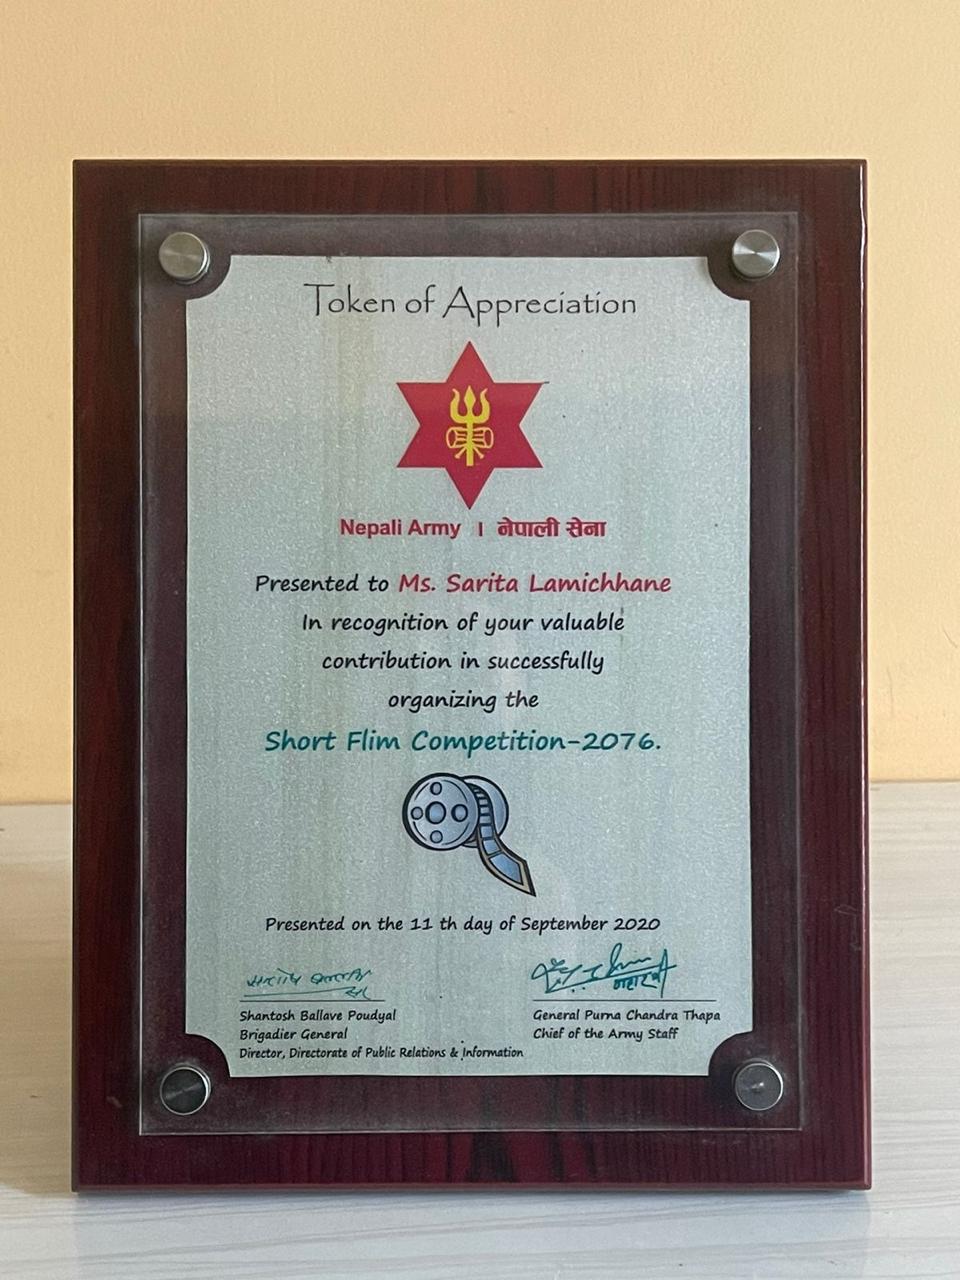 Token of Appreciation
Nepali Army | नेपाली सेना
Presented to Ms. Sarita Lamichhane
In recognition of your valuable
contribution in successfully
organizing the
Short Flim Competition-2076.
Presented on the 11 th day of September 2020
Shantosh Ballave Poudyal
Brigadier General
Director, Directorate of Public Relations & Information
General Purna Chandra Thapa
Chief of the Army Staff